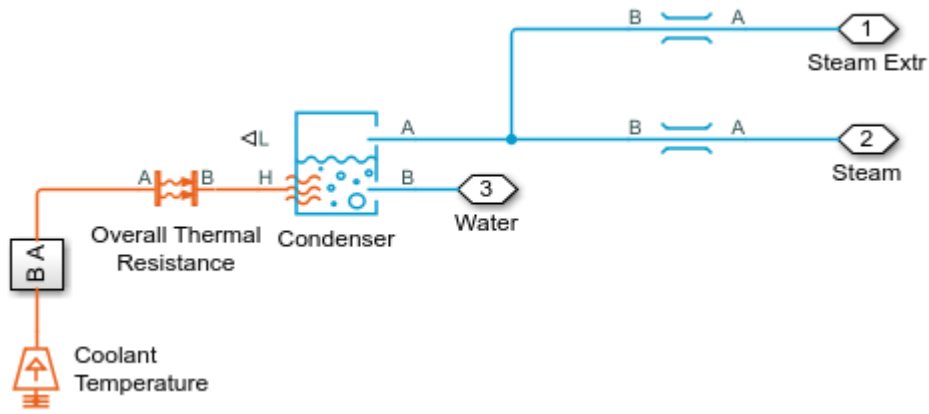 B
A
1
Steam Extr
L
A
B
A
2
Steam
A
B
H
B
3
Water
Overall Thermal
Resistance
Condenser
B A
Coolant
Temperature